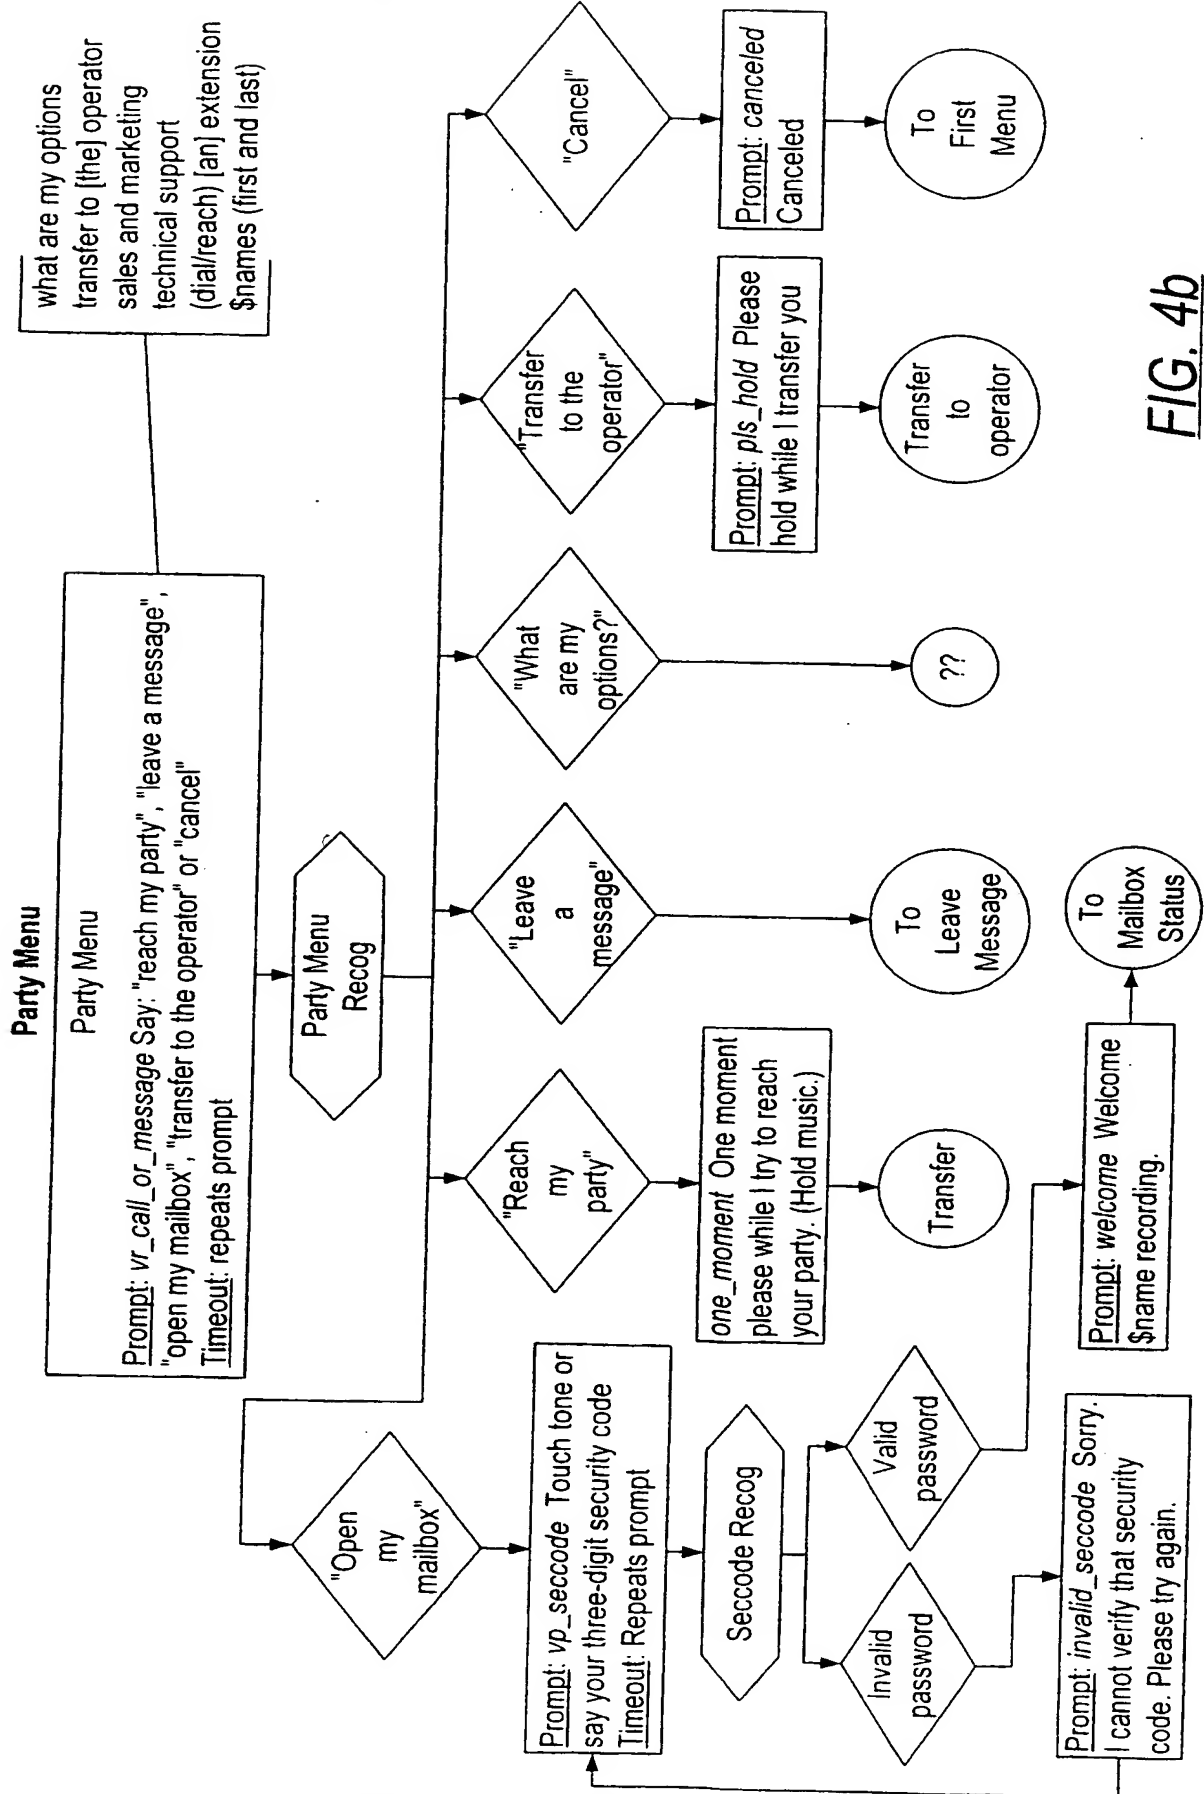 Party Menu
Party Menu
Prompt: vr_call_or_message Say: "reach my party", "leave a message",
"open my mailbox", "transfer to the operator" or "cancel"
Timeout: repeats prompt
what are my options
transfer to [the] operator
sales and marketing
technical support
(dial/reach) [an] extension
$names (first and last)
Party Menu
Recog
"Open
my
mailbox"
"Reach
my
party"
"Leave
a
message"
"What
are my
options?"
"Transfer
to the
operator"
"Cancel"
Prompt: vp_seccode Touch tone or
say your three-digit security code
Timeout: Repeats prompt
one_moment One moment
please while I try to reach
your party. (Hold music.)
Prompt: pls_hold Please
hold while I transfer you
Prompt: canceled
Canceled
Seccode Recog
Transfer
To
Leave
Message
??
Transfer
to
operator
To
First
Menu
Invalid
password
Valid
password
Prompt: invalid_seccode Sorry.
I cannot verify that security
code. Please try again.
Prompt: welcome Welcome
$name recording.
To
Mailbox
Status
FIG. 4b